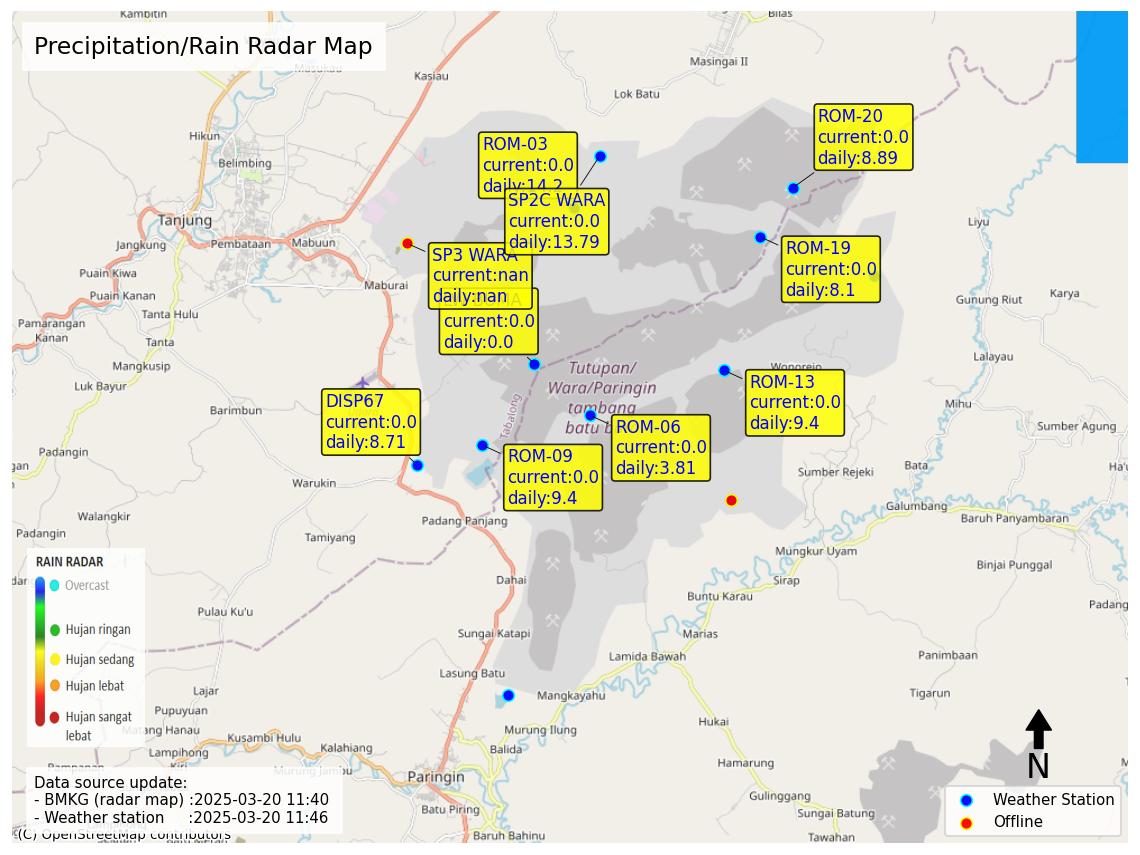 Precipitation/Rain Radar Map
Kambitin
Bilas
Masingai II
Kasiau
Lok Batu
Hikun
Belimbing
Tanjung
Jangkung
Pembataan
Mabuun
Maburai
Puain Kiwa
Puain Kanan
Tanta Hulu
Pamarangan
Kanan
Tanta
Mangkusip
Luk Bayur
Barimbun
Padangin
Warukin
Walangkir
Padangin
Tamiyang
Padang Panjang
Dahai
Pulau Ku'u
Sungai Katapi
Lasung Batu
Lajar
Pupuyuan
Matang Hanau
Lampihong
Kusambi Hulu
Kalahiang
Murung Jambu
Paringin
Batu Piring
Baruh Bahinu
Balida
Murung Ilung
Mangkayahu
Lamida Bawah
Marias
Buntu Karau
Sirap
Mungkur Uyam
Hukai
Hamarung
Gulinggang
Sungai Batung
Tawahan
Tigarun
Panimbaan
Binjai Punggal
Baruh Panyambaran
Galumbang
Bata
Sumber Rejeki
Sumber Agung
Mihu
Lalayau
Gunung Riut
Karya
Liyu
Wonorejo
Tabalong
Tutupan/
Wara/Paringin
tambang
batu
ROM-03
current:0.0
daily:14.2
SP2C WARA
current:0.0
daily:13.79
ROM-20
current:0.0
daily:8.89
ROM-19
current:0.0
daily:8.1
SP3 WARA
current:nan
daily:nan
current:0.0
daily:0.0
ROM-13
current:0.0
daily:9.4
DISP67
current:0.0
daily:8.71
ROM-06
current:0.0
daily:3.81
ROM-09
current:0.0
daily:9.4
RAIN RADAR
Overcast
Hujan ringan
Hujan sedang
Hujan lebat
Hujan sangat
lebat
Data source update:
- BMKG (radar map) :2025-03-20 11:40
- Weather station :2025-03-20 11:46
(C) OpenStreetMap contributors
N
Weather Station
Offline